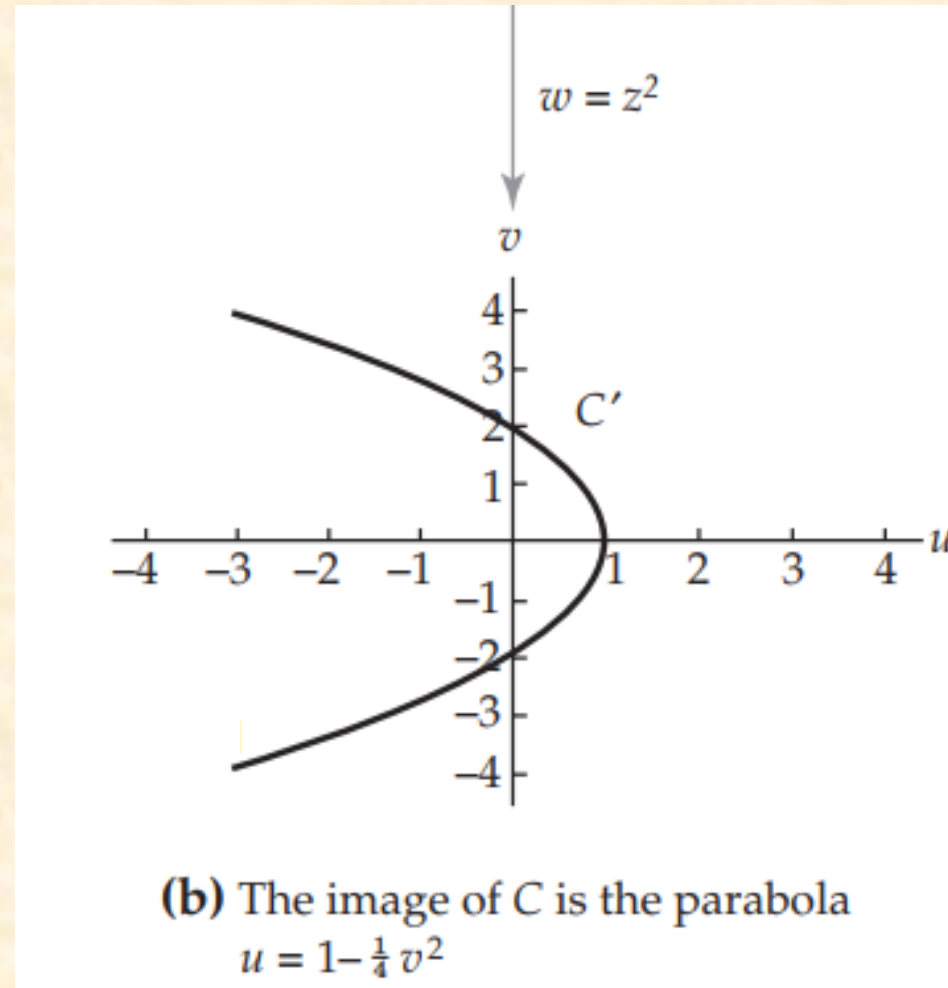 w = z²
v
4
3
C′
2
1
–4 –3 –2 –1 1 2 3 4 u
–1
–2
–3
–4
(b) The image of C is the parabola
u = 1– ¼ v²